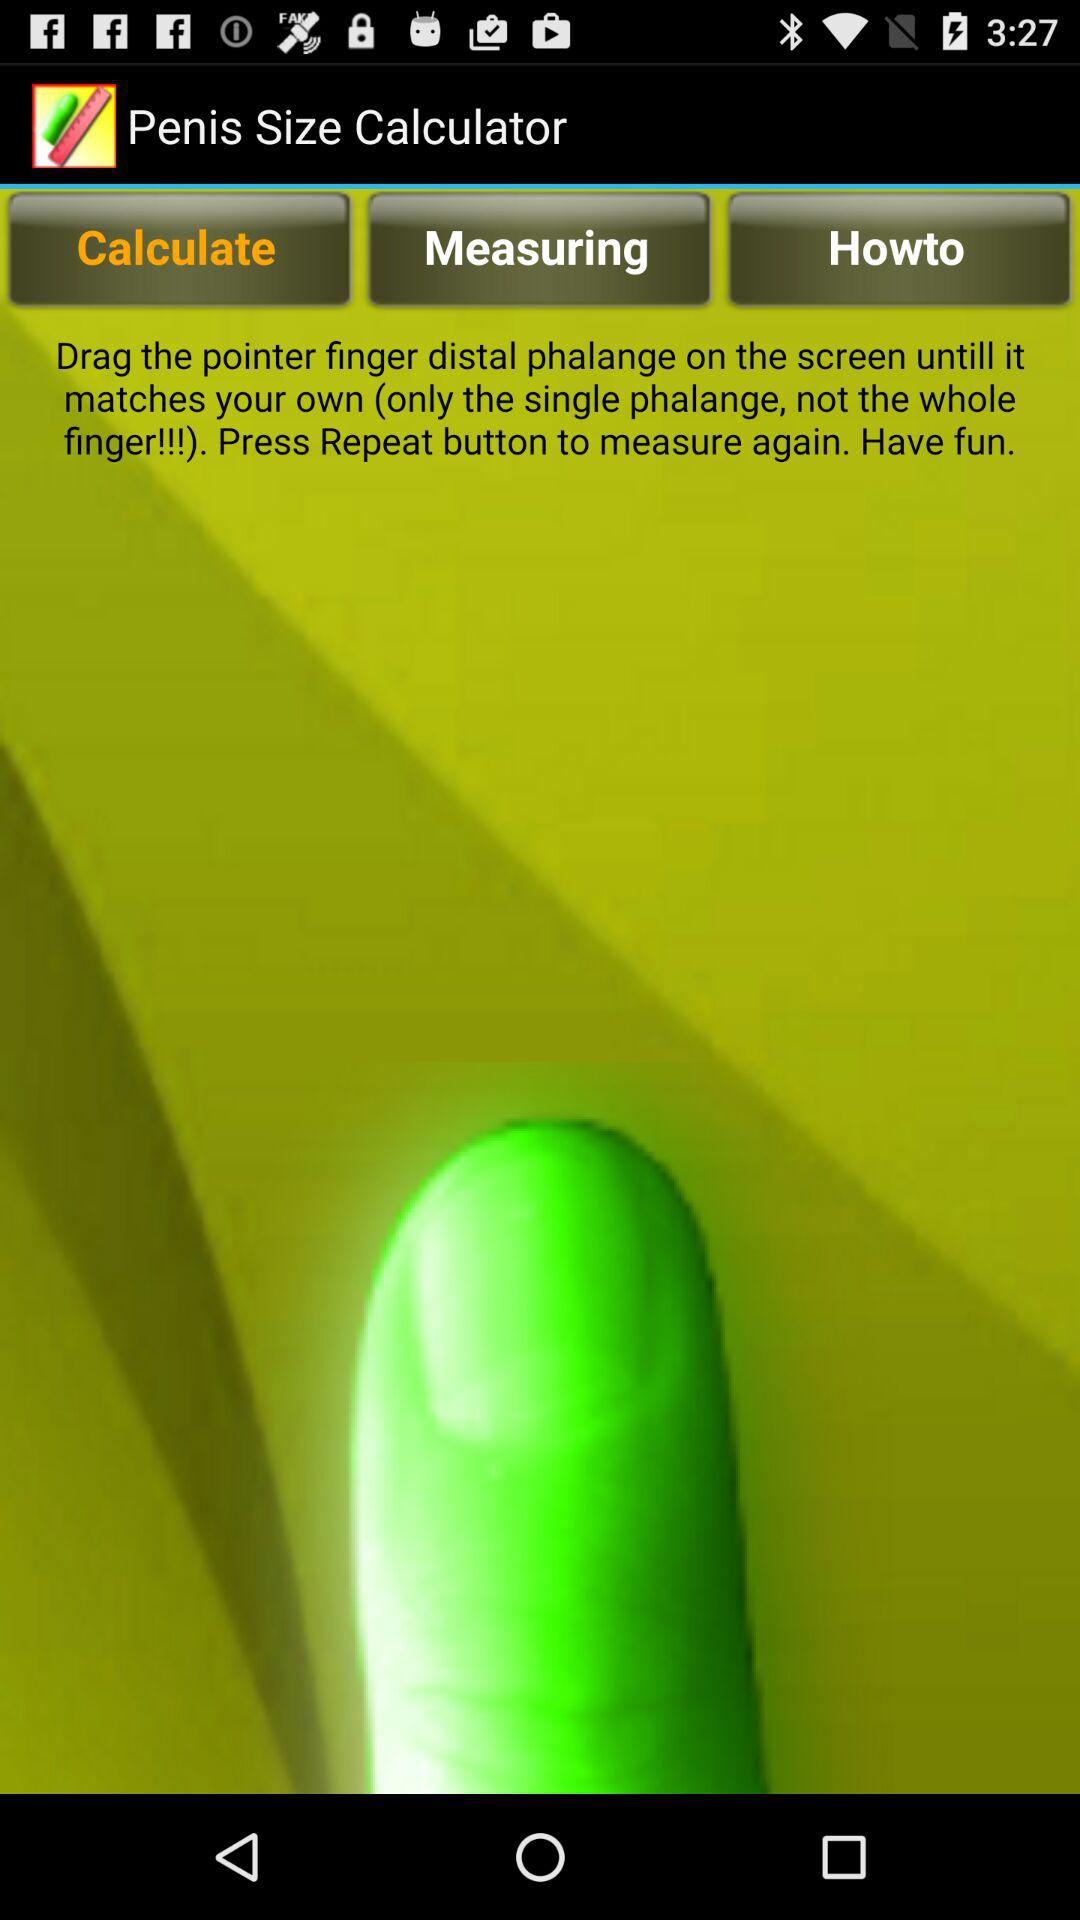 FAKE
3:27
Penis Size Calculator
Calculate
Measuring
Howto
Drag the pointer finger distal phalange on the screen untill it
matches your own (only the single phalange, not the whole
finger!!!). Press Repeat button to measure again. Have fun.